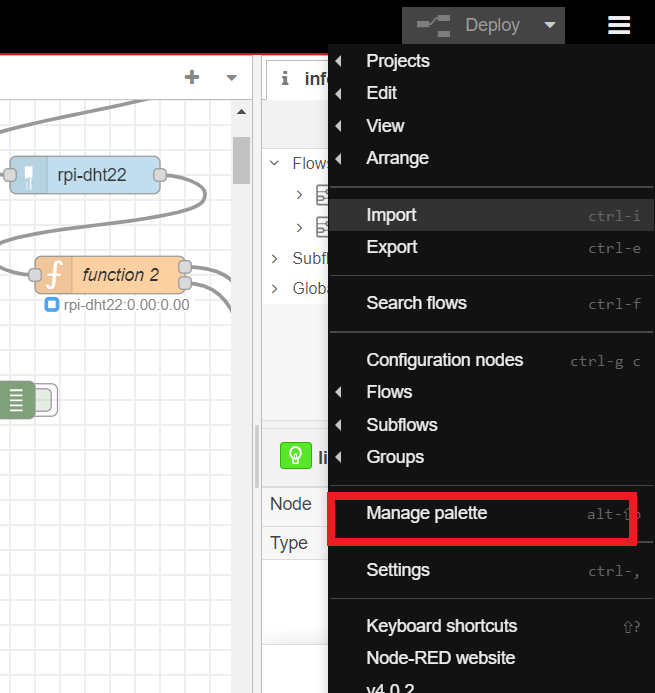 Deploy
Projects
info
Edit
View
Flows
Arrange
rpi-dht22
Import ctrl-i
Export ctrl-e
Subfl
function 2
Globa
rpi-dht22:0.00:0.00
Search flows ctrl-f
Configuration nodes ctrl-g c
Flows
Subflows
li
Groups
Node
Manage palette alt-⇧p
Type
Settings ctrl-,
Keyboard shortcuts ⇧?
Node-RED website
v4.0.2